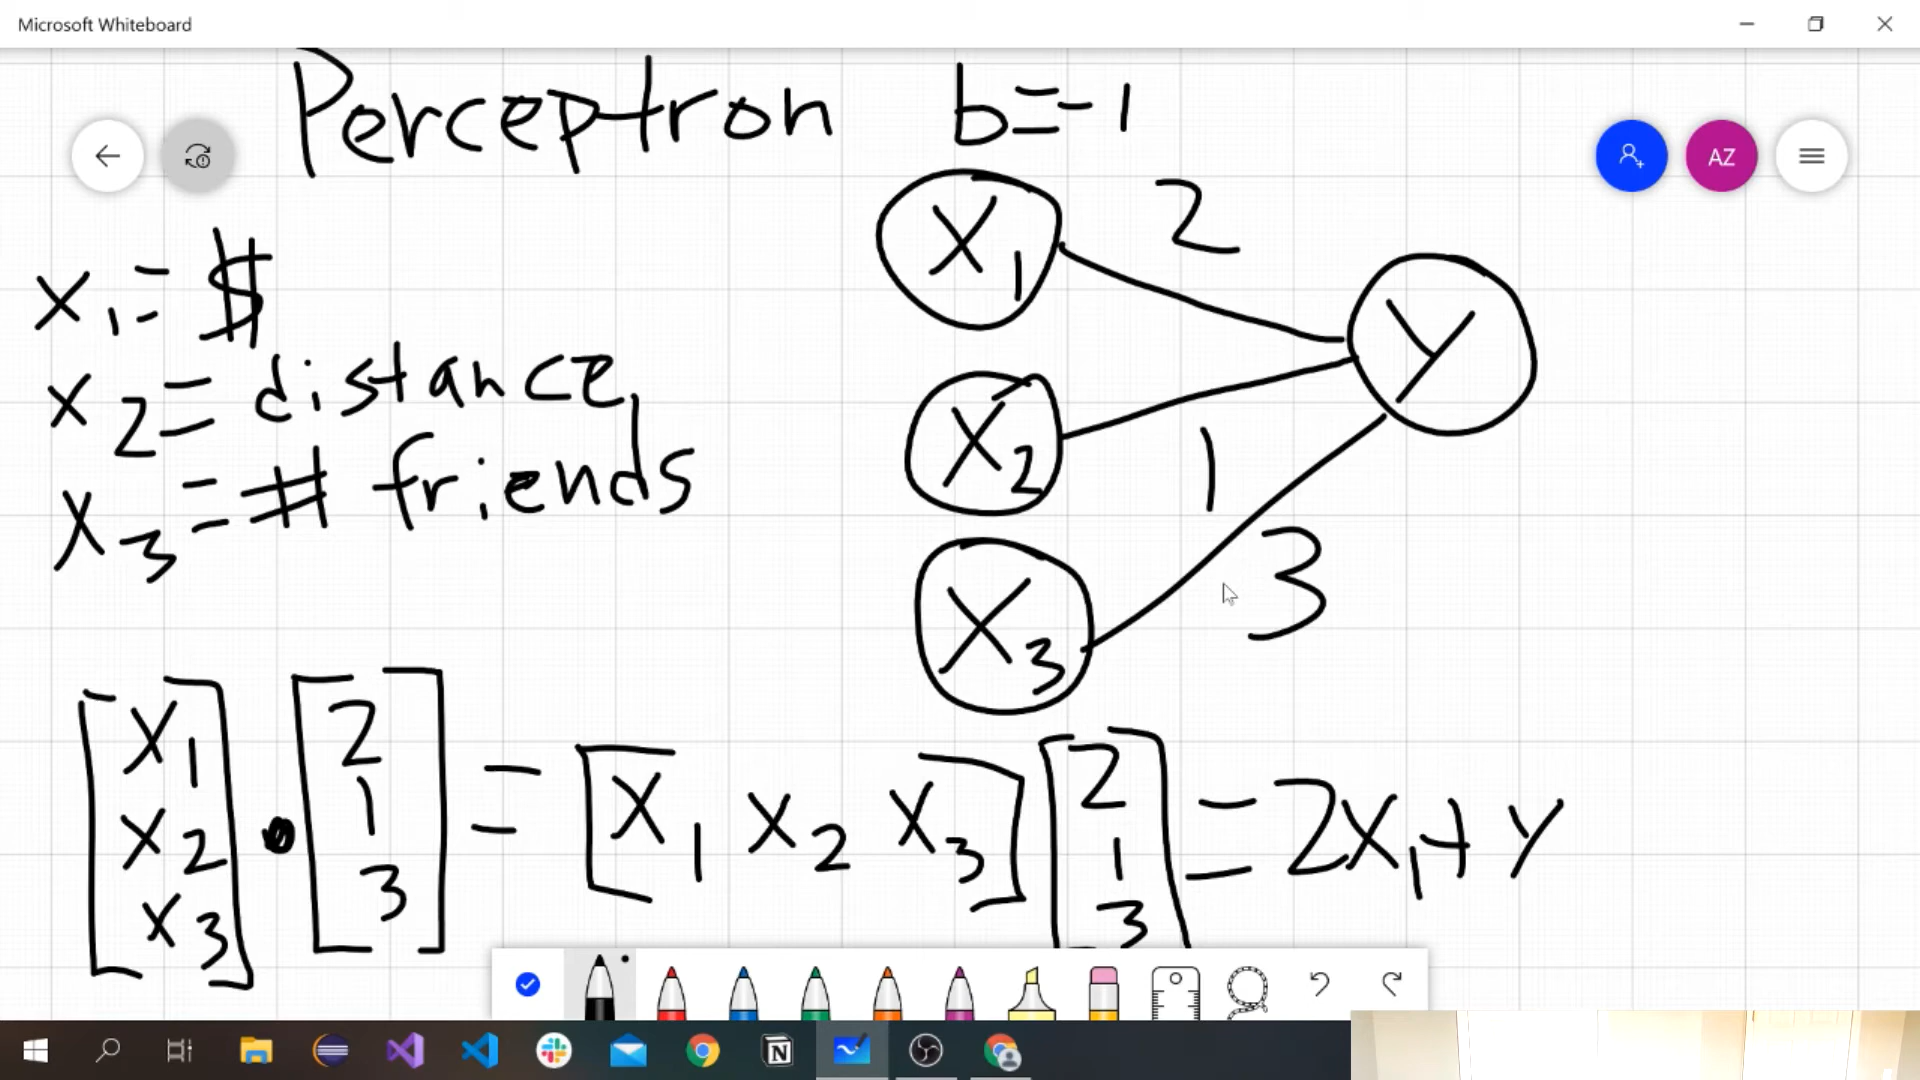 Microsoft Whiteboard
Perceptron b=-1
AZ
x1=$
x2=distance
x3=# friends
X1 2
Y
X2 1
X3 3
[x1 x2 x3] · [2 1 3] = [x1 x2 x3] [2 1 3] = 2x1+y